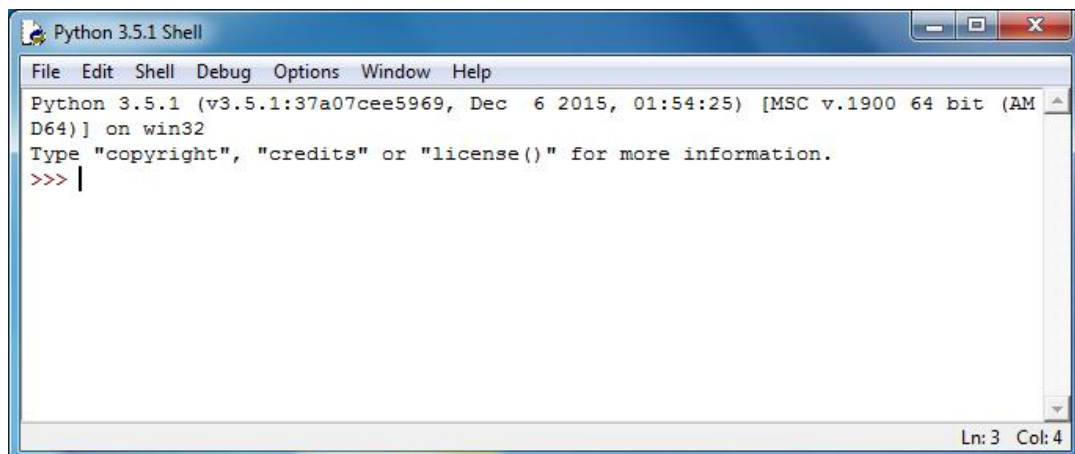 Python 3.5.1 Shell
File Edit Shell Debug Options Window Help
Python 3.5.1 (v3.5.1:37a07cee5969, Dec  6 2015, 01:54:25) [MSC v.1900 64 bit (AM
D64)] on win32
Type "copyright", "credits" or "license()" for more information.
>>>
Ln: 3 Col: 4